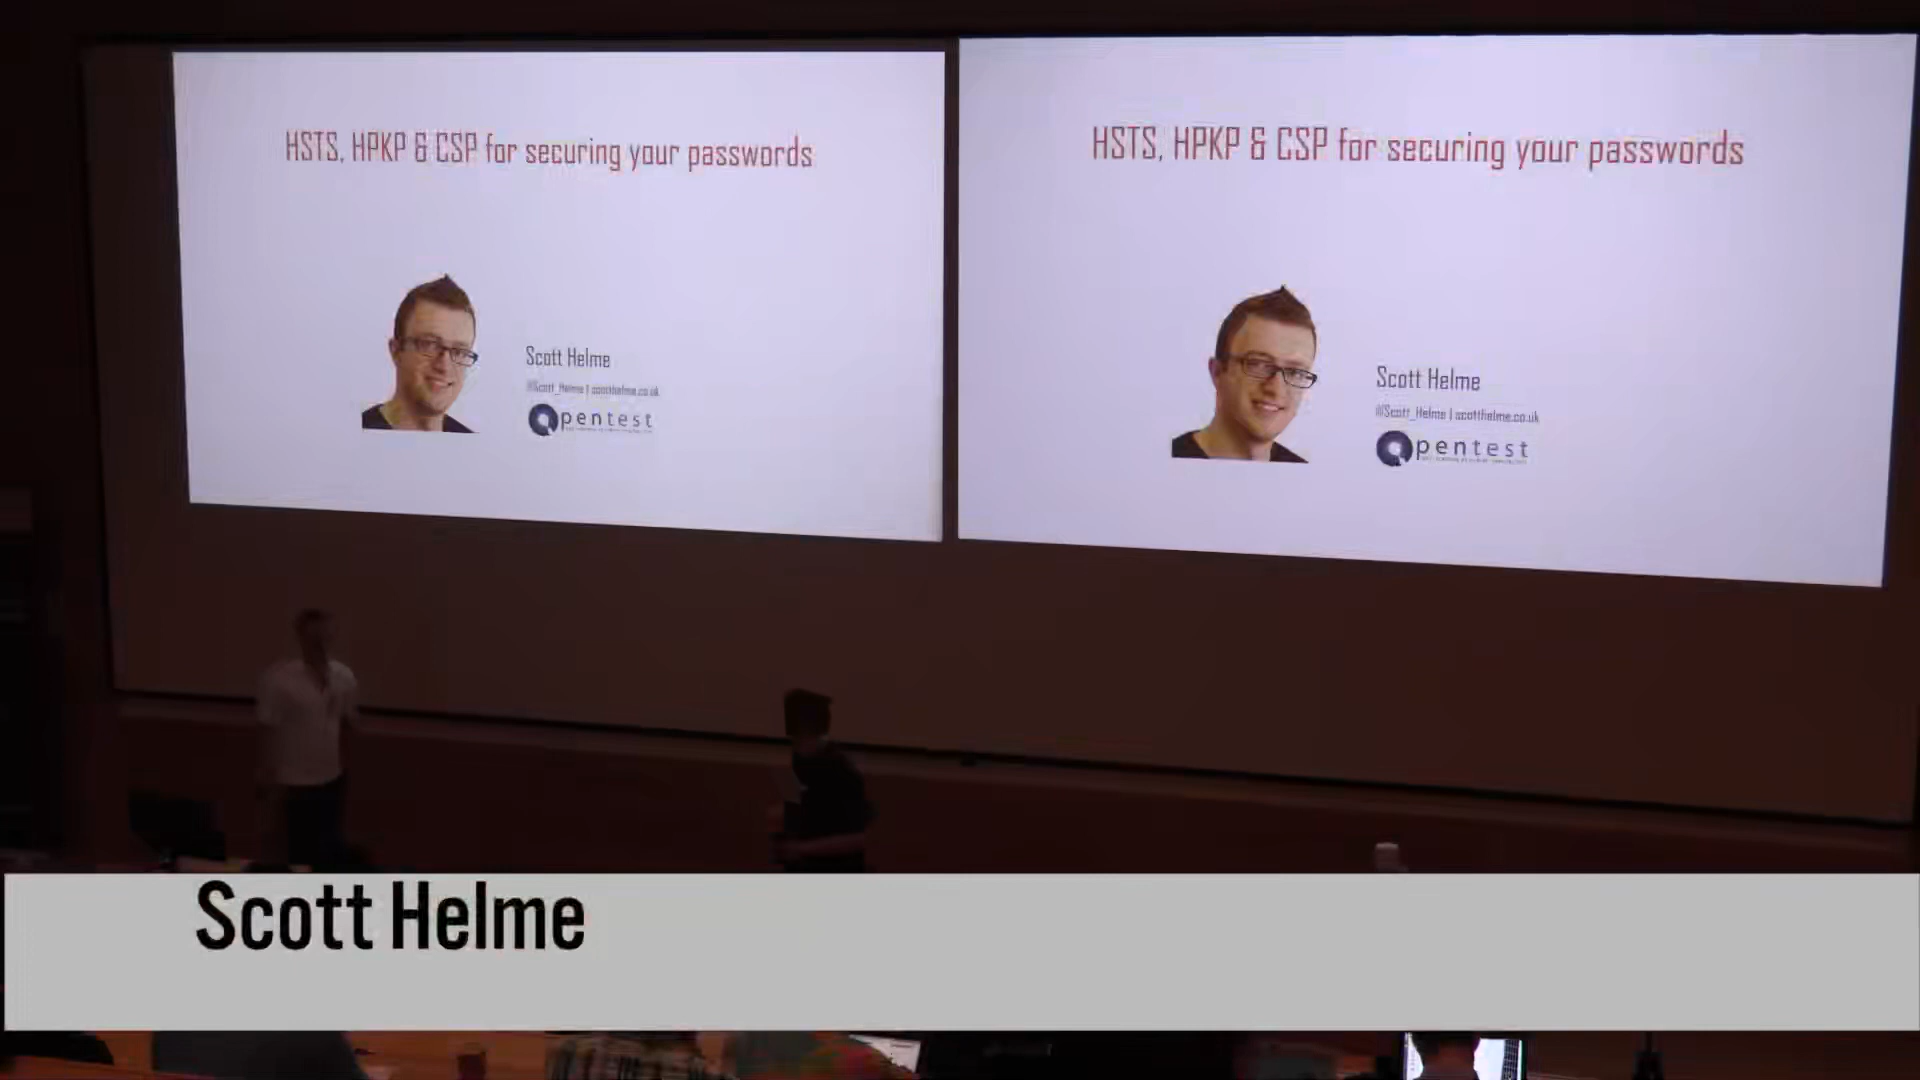 HSTS, HPKP & CSP for securing your passwords
Scott Helme
@Scott_Helme | scotthelme.co.uk
pentest
HSTS, HPKP & CSP for securing your passwords
Scott Helme
@Scott_Helme | scotthelme.co.uk
pentest
Scott Helme